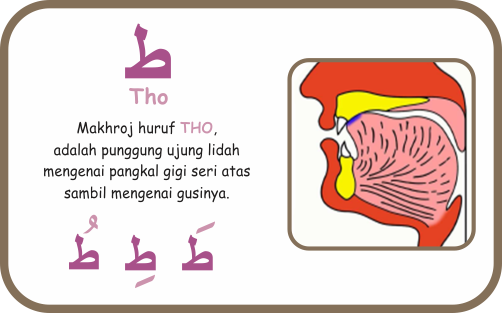 ط
Tho
Makhroj huruf THO,
adalah punggung ujung lidah
mengenai pangkal gigi seri atas
sambil mengenai gusinya.
طَ طِ طُ